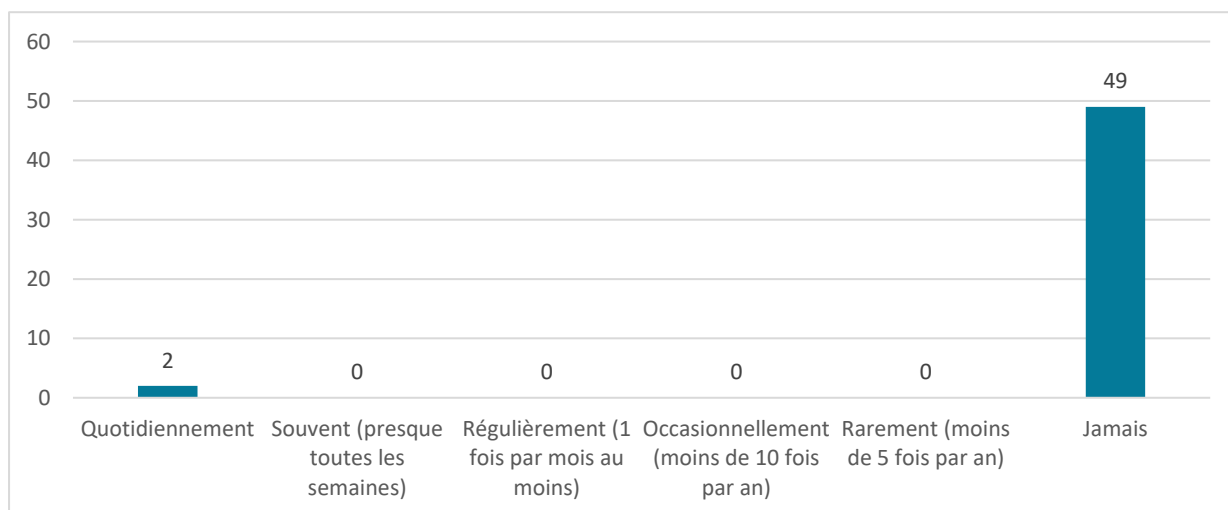 60
50
40
30
20
10
0
2
0
0
0
0
49
Quotidiennement
Souvent (presque
toutes les
semaines)
Régulièrement (1
fois par mois au
moins)
Occasionnellement
(moins de 10 fois
par an)
Rarement (moins
de 5 fois par an)
Jamais